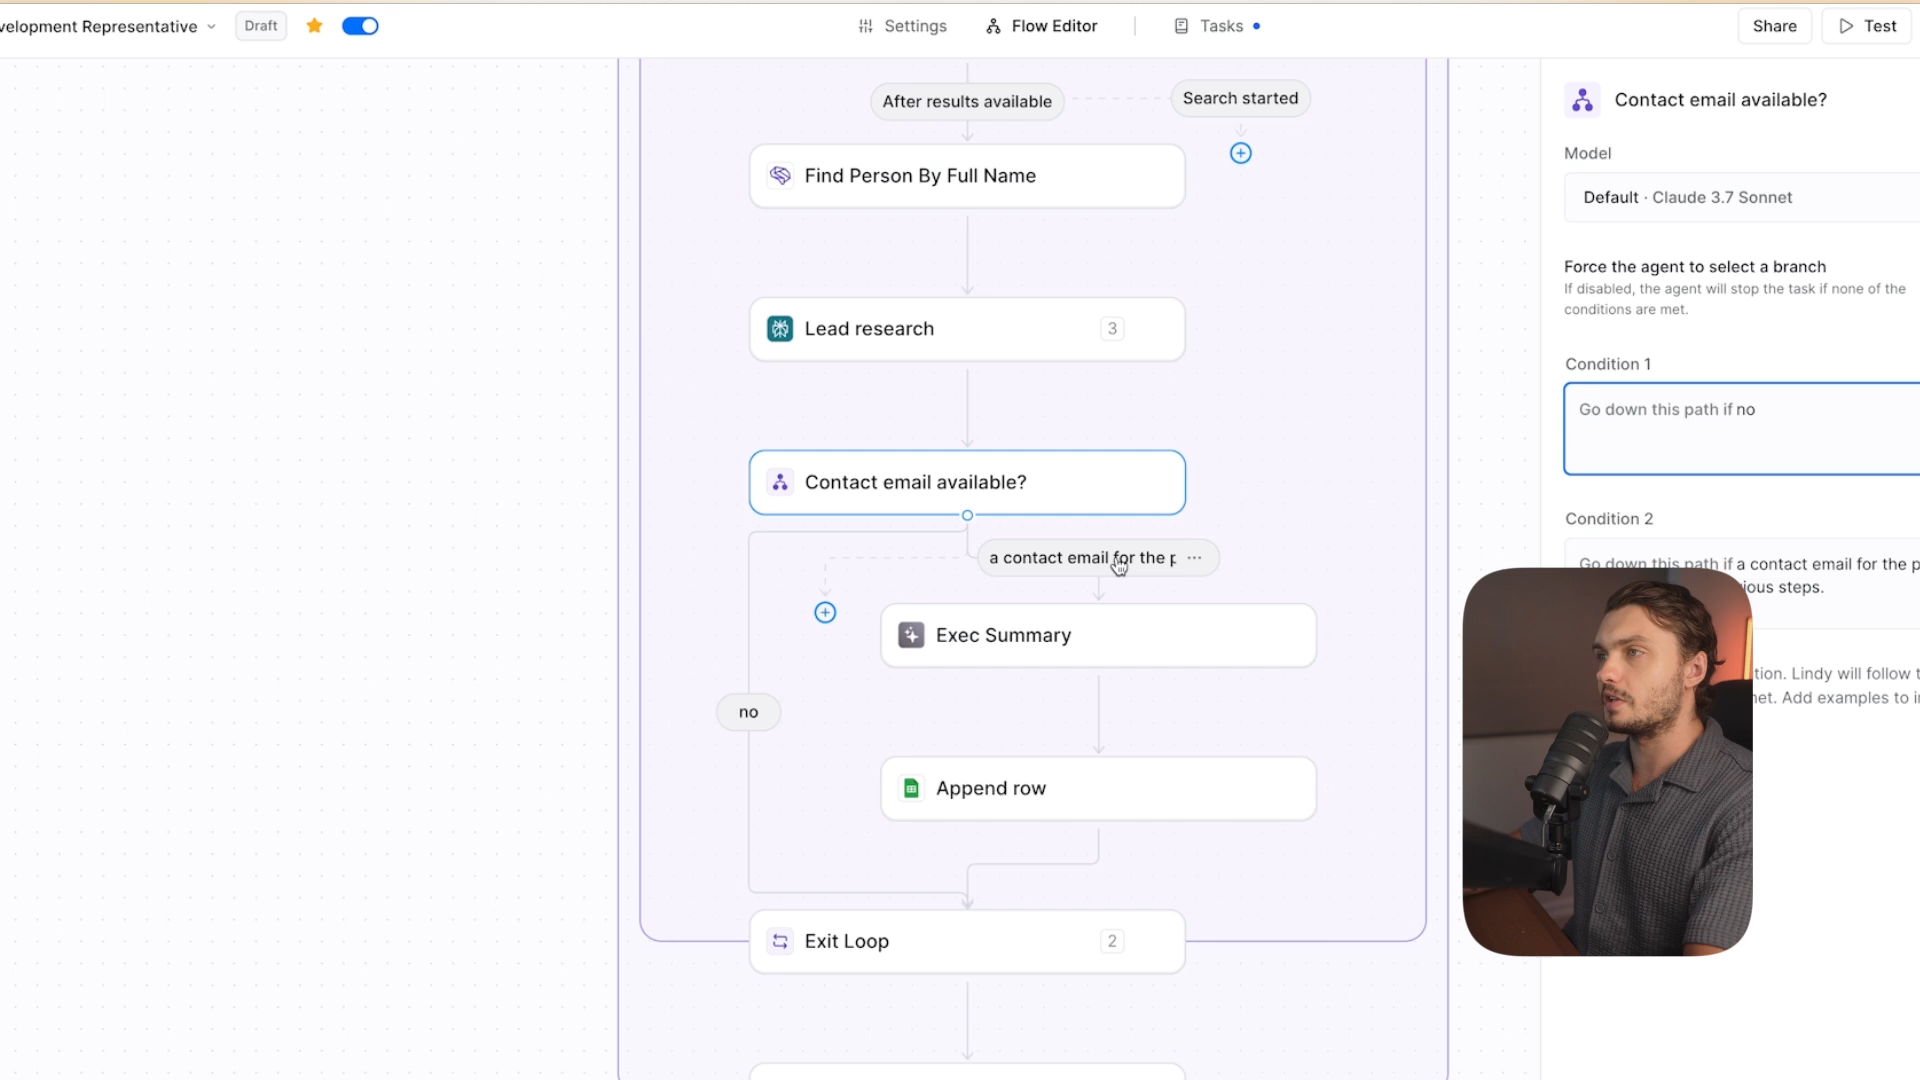 velopment Representative
Draft
Settings
Flow Editor
Tasks
Share
Test
After results available
Search started
Find Person By Full Name
Lead research
3
Contact email available?
a contact email for the p
Exec Summary
no
Append row
Exit Loop
2
Contact email available?
Model
Default · Claude 3.7 Sonnet
Force the agent to select a branch
If disabled, the agent will stop the task if none of the
conditions are met.
Condition 1
Go down this path if no
Condition 2
Go down this path if a contact email for the p
ious steps.
tion. Lindy will follow t
net. Add examples to i